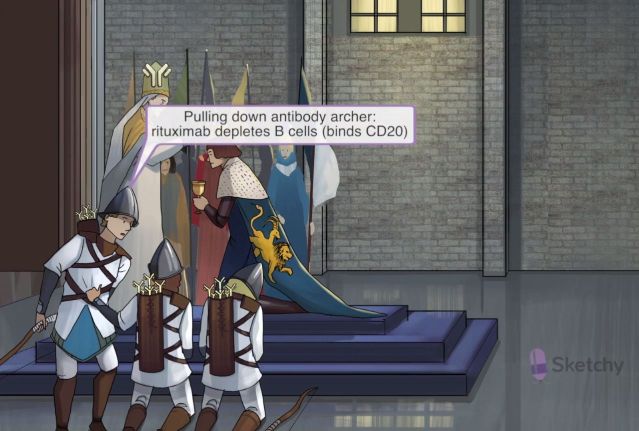 Pulling down antibody archer:
rituximab depletes B cells (binds CD20)
Sketchy